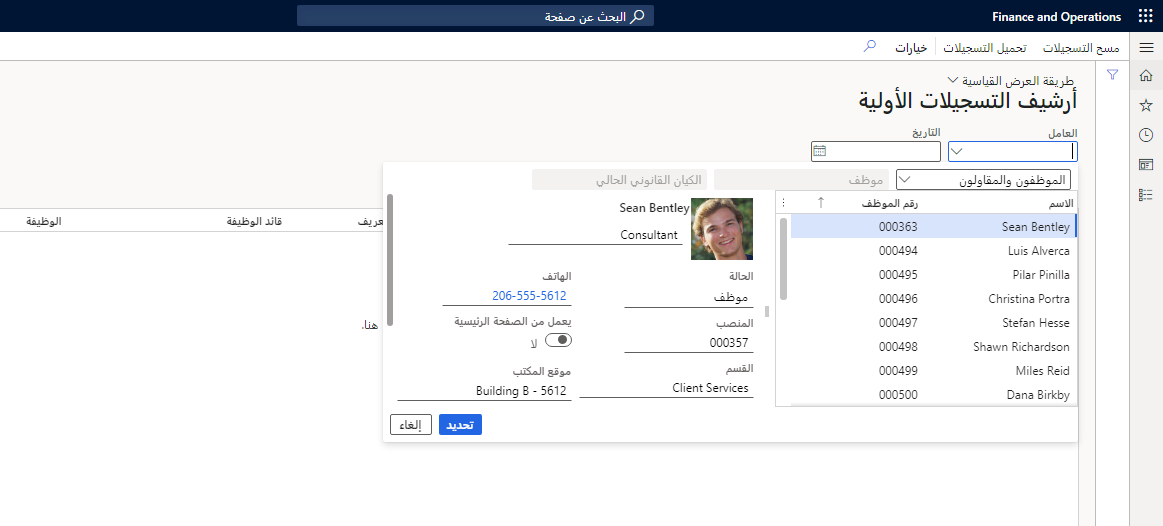 Finance and Operations
البحث عن صفحة
مسح التسجيلات
تحميل التسجيلات
خيارات
طريقة العرض القياسية
أرشيف التسجيلات الأولية
العامل
التاريخ
الموظفون والمقاولون
موظف
الكيان القانوني الحالي
الاسم
رقم الموظف
Sean Bentley 000363
Luis Alverca 000494
Pilar Pinilla 000495
Christina Portra 000496
Stefan Hesse 000497
Shawn Richardson 000498
Miles Reid 000499
Dana Birkby 000500
Sean Bentley
Consultant
الحالة
موظف
المنصب
000357
القسم
Client Services
الهاتف
206-555-5612
يعمل من الصفحة الرئيسية
لا
موقع المكتب
Building B - 5612
تحديد
إلغاء
عريف
قائد الوظيفة
الوظيفة
هنا.